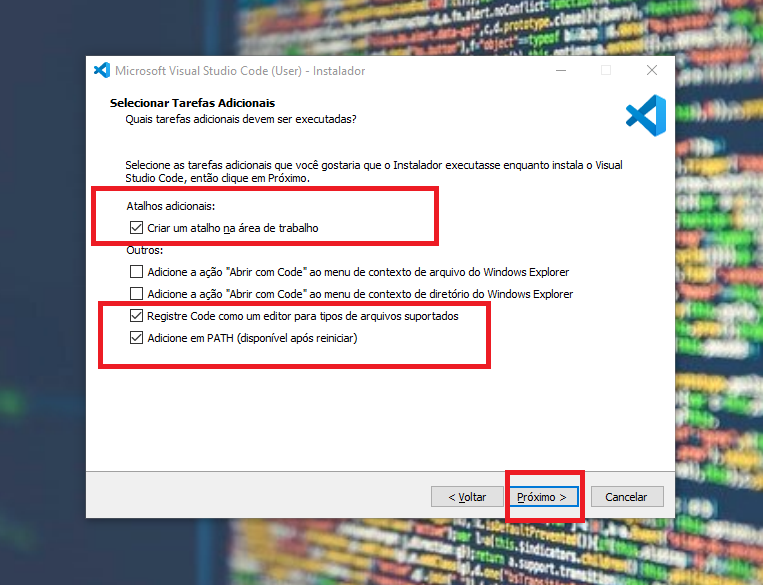 Microsoft Visual Studio Code (User) - Instalador
Selecionar Tarefas Adicionais
Quais tarefas adicionais devem ser executadas?
Selecione as tarefas adicionais que você gostaria que o Instalador executasse enquanto instala o Visual
Studio Code, então clique em Próximo.
Atalhos adicionais:
Criar um atalho na área de trabalho
Outros:
Adicione a ação "Abrir com Code" ao menu de contexto de arquivo do Windows Explorer
Adicione a ação "Abrir com Code" ao menu de contexto de diretório do Windows Explorer
Registre Code como um editor para tipos de arquivos suportados
Adicione em PATH (disponível após reiniciar)
< Voltar
Próximo >
Cancelar